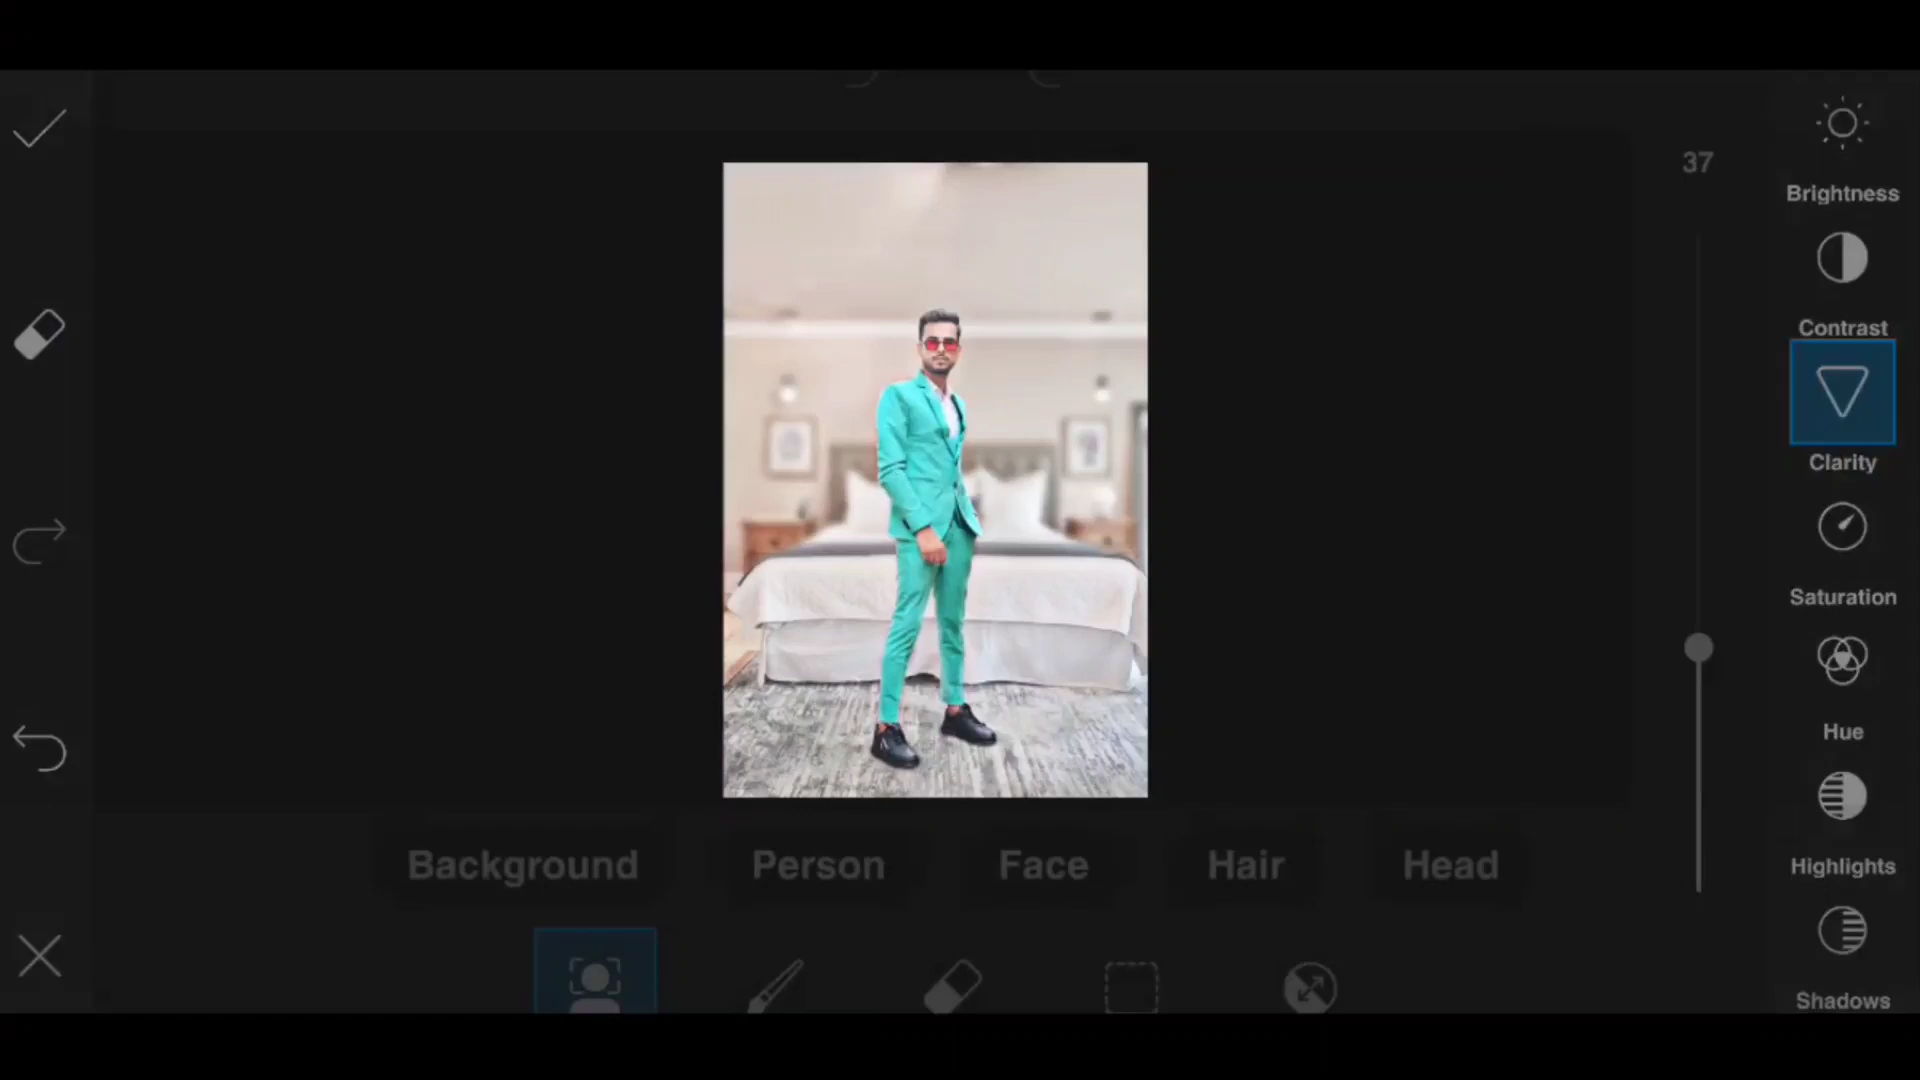 37
Brightness
Contrast
Clarity
Saturation
Hue
Highlights
Shadows
Background
Person
Face
Hair
Head